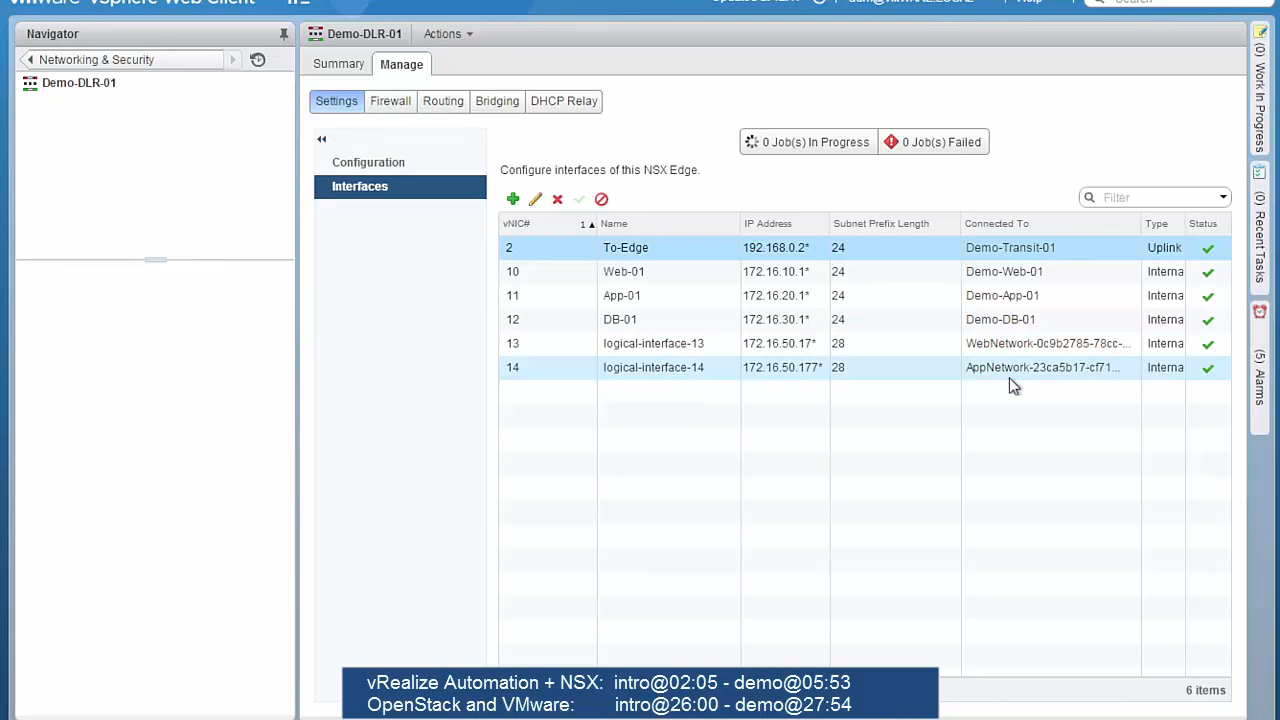 vmware vSphere Web Client
Help
Search
Navigator
Networking & Security
Demo-DLR-01
Demo-DLR-01 Actions
Summary Manage
Settings Firewall Routing Bridging DHCP Relay
0 Job(s) In Progress 0 Job(s) Failed
Configuration
Interfaces
Configure interfaces of this NSX Edge.
Filter
vNIC# 1 Name IP Address Subnet Prefix Length Connected To Type Status
2 To-Edge 192.168.0.2* 24 Demo-Transit-01 Uplink
10 Web-01 172.16.10.1* 24 Demo-Web-01 Interna
11 App-01 172.16.20.1* 24 Demo-App-01 Interna
12 DB-01 172.16.30.1* 24 Demo-DB-01 Interna
13 logical-interface-13 172.16.50.17* 28 WebNetwork-0c9b2785-78cc-... Interna
14 logical-interface-14 172.16.50.177* 28 AppNetwork-23ca5b17-cf71... Interna
6 items
(0) Work In Progress
(0) Recent Tasks
(5) Alarms
vRealize Automation + NSX: intro@02:05 - demo@05:53
OpenStack and VMware: intro@26:00 - demo@27:54